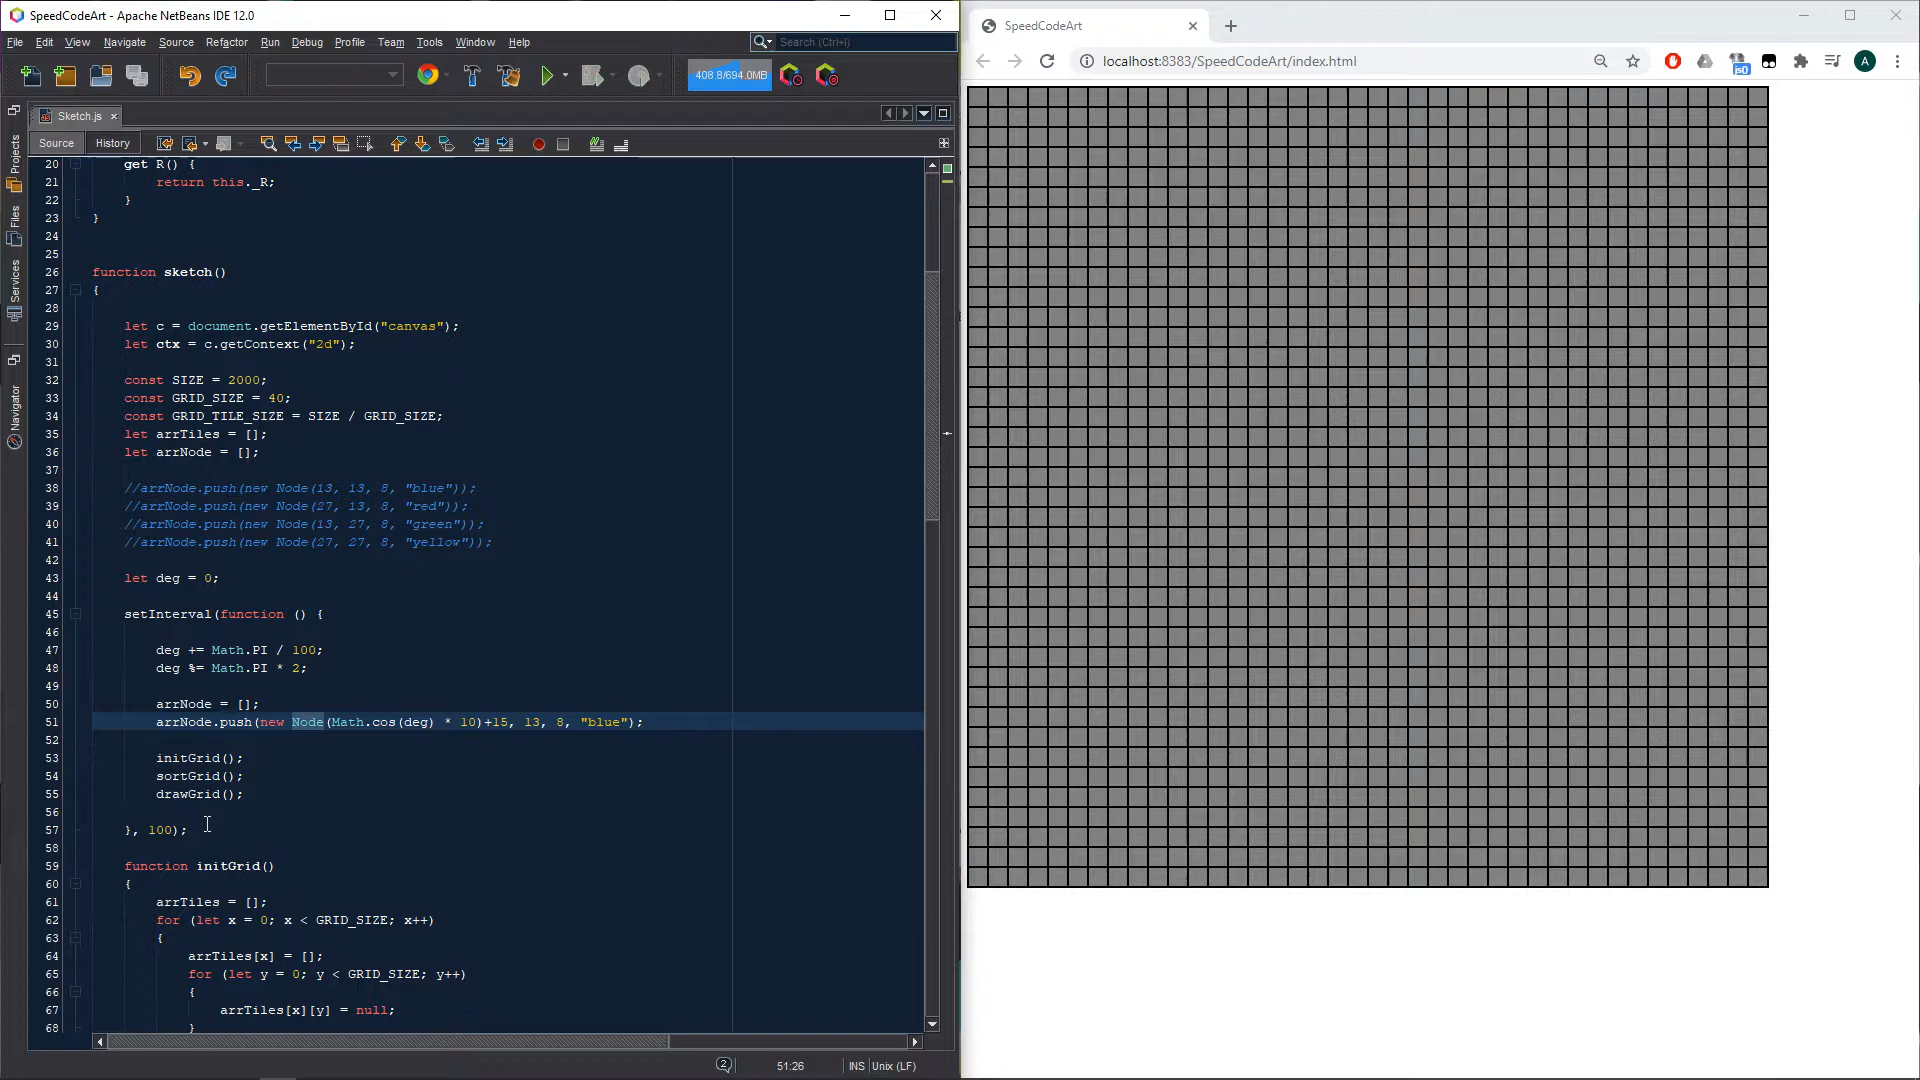 SpeedCodeArt - Apache NetBeans IDE 12.0
File Edit View Navigate Source Refactor Run Debug Profile Team Tools Window Help
Search (Ctrl+I)
408.8/694.0MB
Sketch.js
Source History
Projects
Files
Services
Navigator
20 get R() {
21 return this._R;
22 }
23 }
24
25
26 function sketch()
27 {
28
29 let c = document.getElementById("canvas");
30 let ctx = c.getContext("2d");
31
32 const SIZE = 2000;
33 const GRID_SIZE = 40;
34 const GRID_TILE_SIZE = SIZE / GRID_SIZE;
35 let arrTiles = [];
36 let arrNode = [];
37
38 //arrNode.push(new Node(13, 13, 8, "blue"));
39 //arrNode.push(new Node(27, 13, 8, "red"));
40 //arrNode.push(new Node(13, 27, 8, "green"));
41 //arrNode.push(new Node(27, 27, 8, "yellow"));
42
43 let deg = 0;
44
45 setInterval(function () {
46
47 deg += Math.PI / 100;
48 deg %= Math.PI * 2;
49
50 arrNode = [];
51 arrNode.push(new Node(Math.cos(deg) * 10)+15, 13, 8, "blue");
52
53 initGrid();
54 sortGrid();
55 drawGrid();
56
57 }, 100);
58
59 function initGrid()
60 {
61 arrTiles = [];
62 for (let x = 0; x < GRID_SIZE; x++)
63 {
64 arrTiles[x] = [];
65 for (let y = 0; y < GRID_SIZE; y++)
66 {
67 arrTiles[x][y] = null;
68 }
2 51:26 INS Unix (LF)
SpeedCodeArt
localhost:8383/SpeedCodeArt/index.html
js0
A